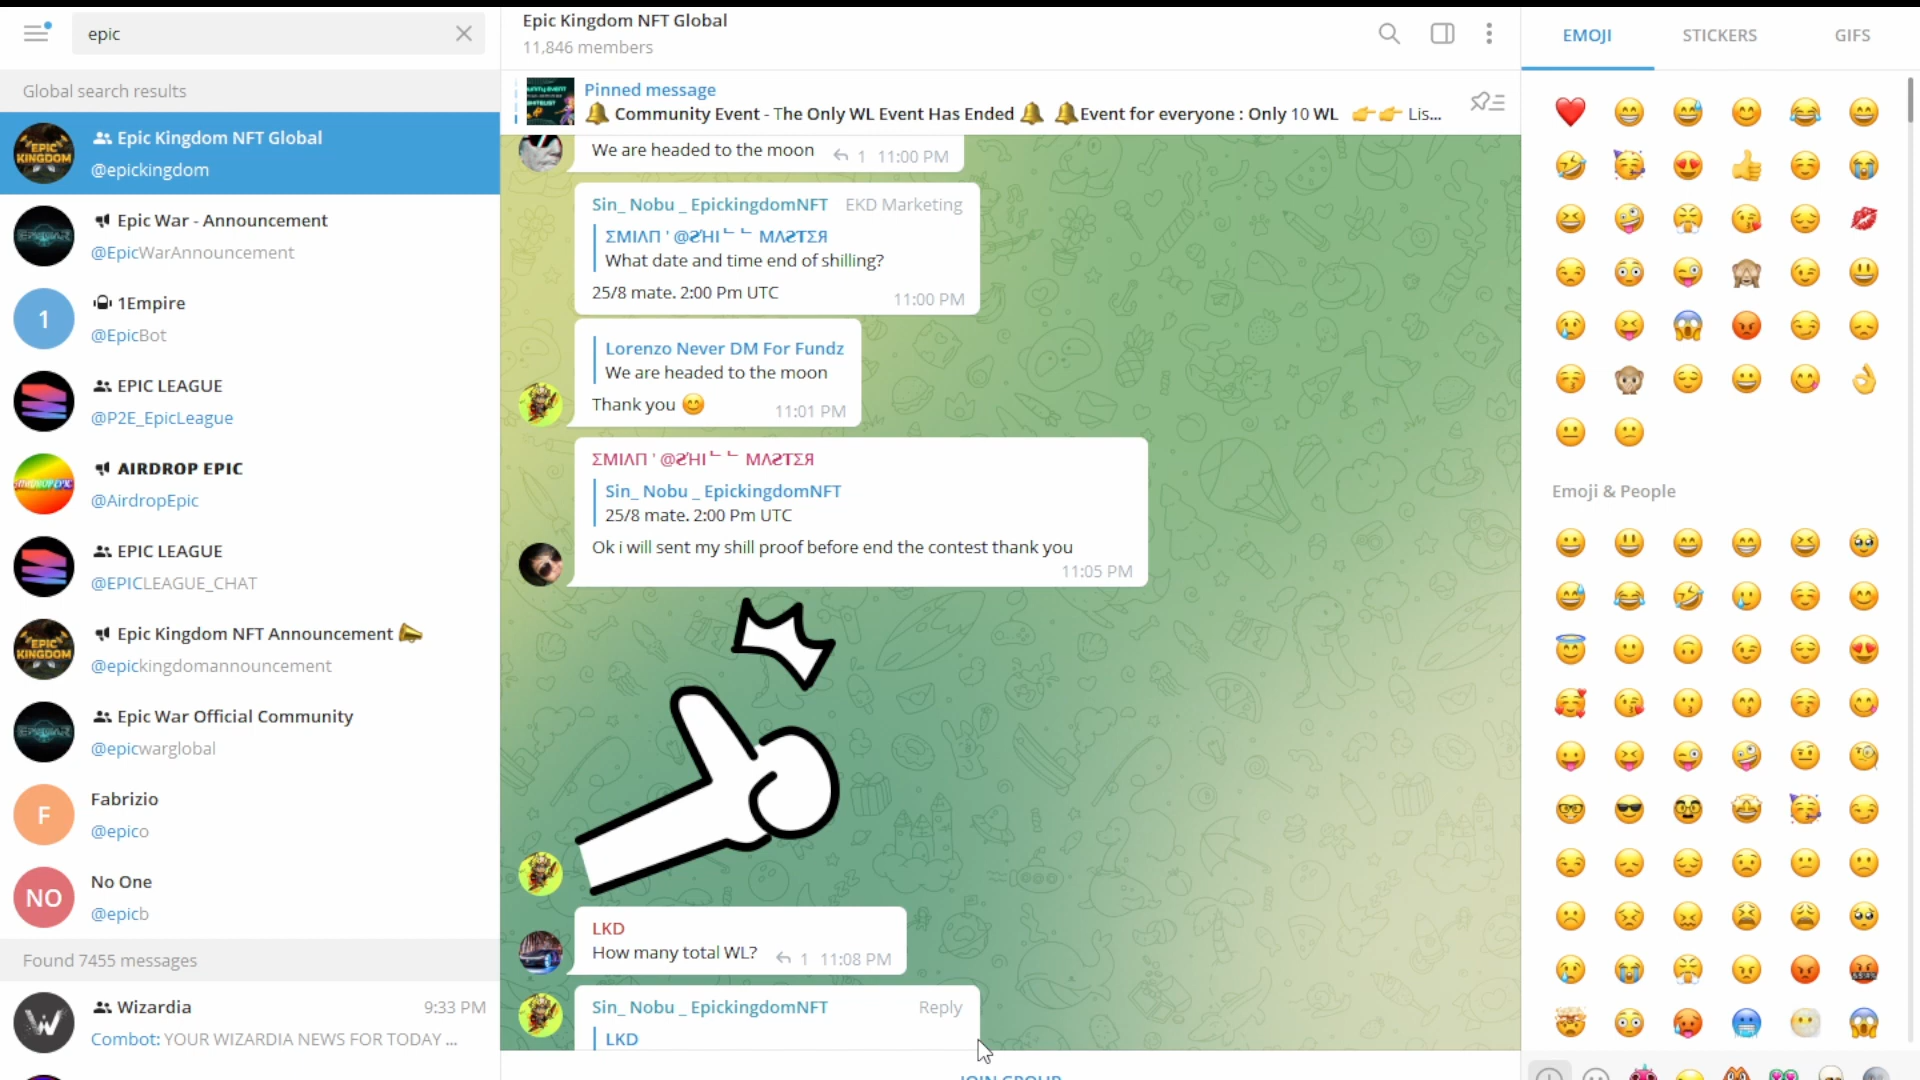 epic
Global search results
Epic Kingdom NFT Global
@epickingdom
Epic War - Announcement
@EpicWarAnnouncement
1
1Empire
@EpicBot
EPIC LEAGUE
@P2E_EpicLeague
AIRDROP EPIC
@AirdropEpic
EPIC LEAGUE
@EPICLEAGUE_CHAT
Epic Kingdom NFT Announcement
@epickingdomannouncement
Epic War Official Community
@epicwarglobal
F
Fabrizio
@epico
NO
No One
@epicb
Found 7455 messages
Wizardia 9:33 PM
Combot: YOUR WIZARDIA NEWS FOR TODAY ...
Epic Kingdom NFT Global
11,846 members
Pinned message
🔔 Community Event - The Only WL Event Has Ended 🔔 🔔Event for everyone : Only 10 WL 👉👉 Lis...
We are headed to the moon 1 11:00 PM
Sin_ Nobu _ EpickingdomNFT EKD Marketing
What date and time end of shilling?
25/8 mate. 2:00 Pm UTC 11:00 PM
Lorenzo Never DM For Fundz
We are headed to the moon
Thank you 😊 11:01 PM
Sin_ Nobu _ EpickingdomNFT
25/8 mate. 2:00 Pm UTC
Ok i will sent my shill proof before end the contest thank you
11:05 PM
LKD
How many total WL? 1 11:08 PM
Sin_ Nobu _ EpickingdomNFT Reply
LKD
JOIN GROUP
EMOJI STICKERS GIFS
Emoji & People